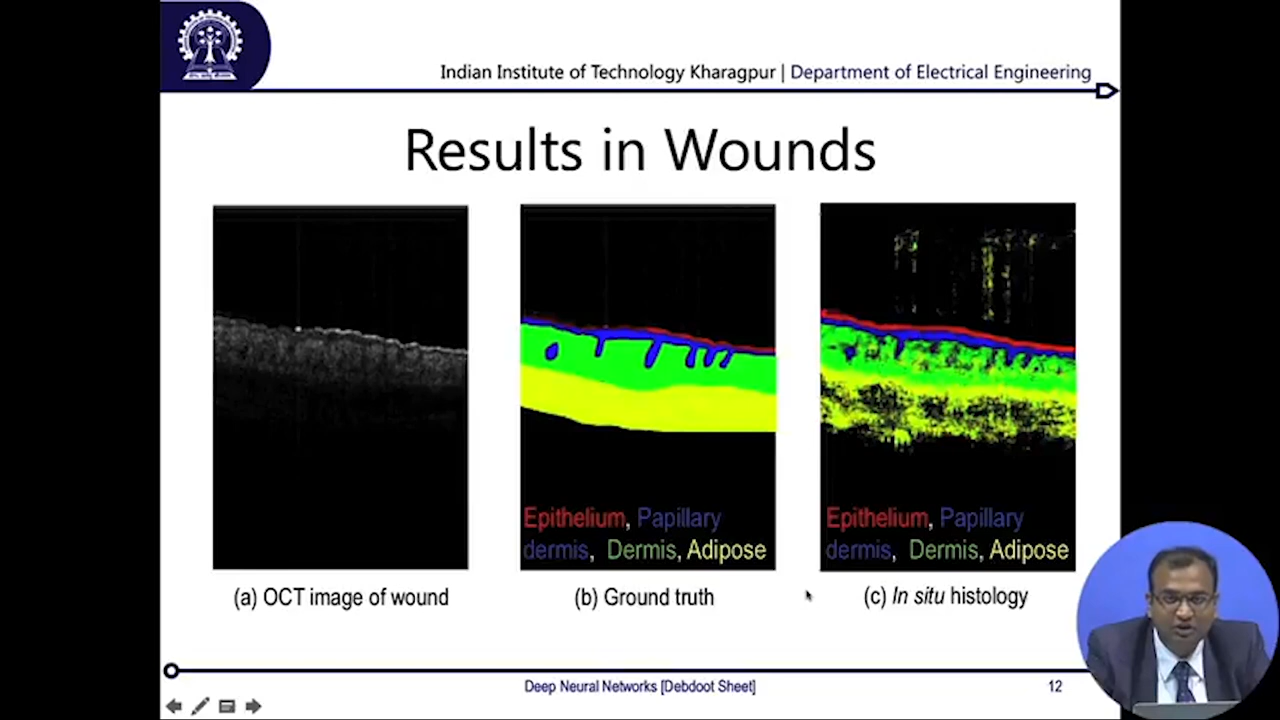 Indian Institute of Technology Kharagpur | Department of Electrical Engineering
Results in Wounds
Epithelium, Papillary
dermis, Dermis, Adipose
Epithelium, Papillary
dermis, Dermis, Adipose
(a) OCT image of wound
(b) Ground truth
(c) In situ histology
Deep Neural Networks [Debdoot Sheet]
12